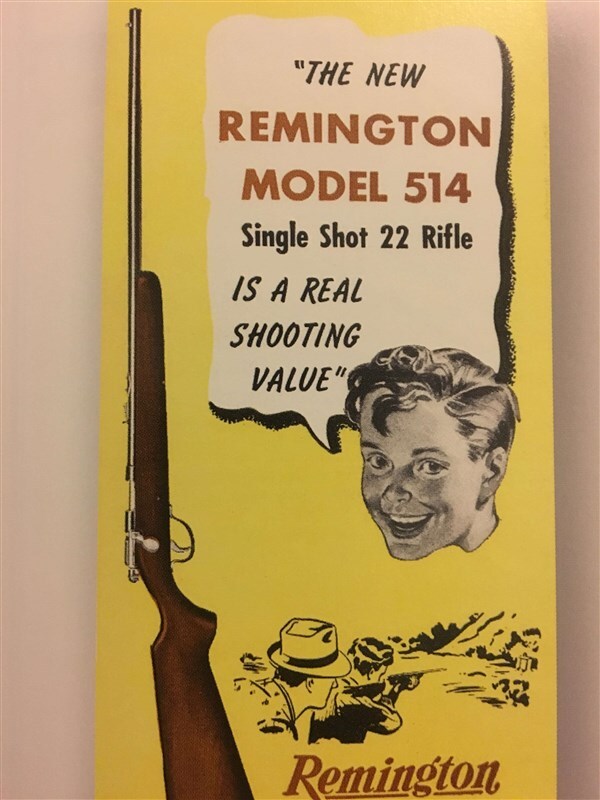 "THE NEW
REMINGTON
MODEL 514
Single Shot 22 Rifle
IS A REAL
SHOOTING
VALUE"
Remington